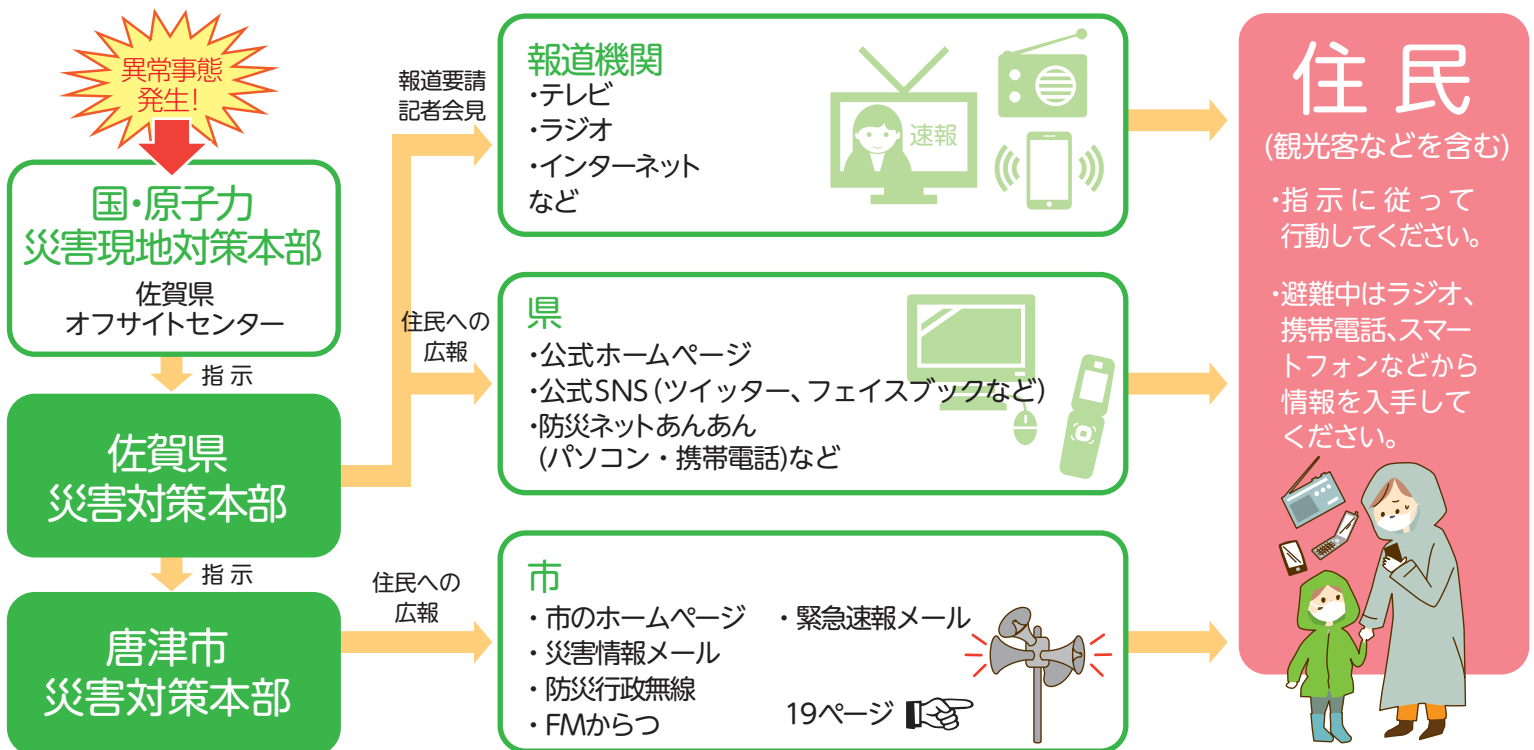 異常事態
発生!
国・原子力
災害現地対策本部
佐賀県
オフサイトセンター
指示
佐賀県
災害対策本部
指示
唐津市
災害対策本部
報道要請
記者会見
住民への
広報
住民への
広報
報道機関
・テレビ
・ラジオ
・インターネット
など
速報
県
・公式ホームページ
・公式SNS(ツイッター、フェイスブックなど)
・防災ネットあんあん
(パソコン・携帯電話)など
市
・市のホームページ
・災害情報メール
・防災行政無線
・FMからつ
・緊急速報メール
19ページ
住民
(観光客などを含む)
・指示に従って
行動してください。
・避難中はラジオ、
携帯電話、スマー
トフォンなどから
情報を入手して
ください。